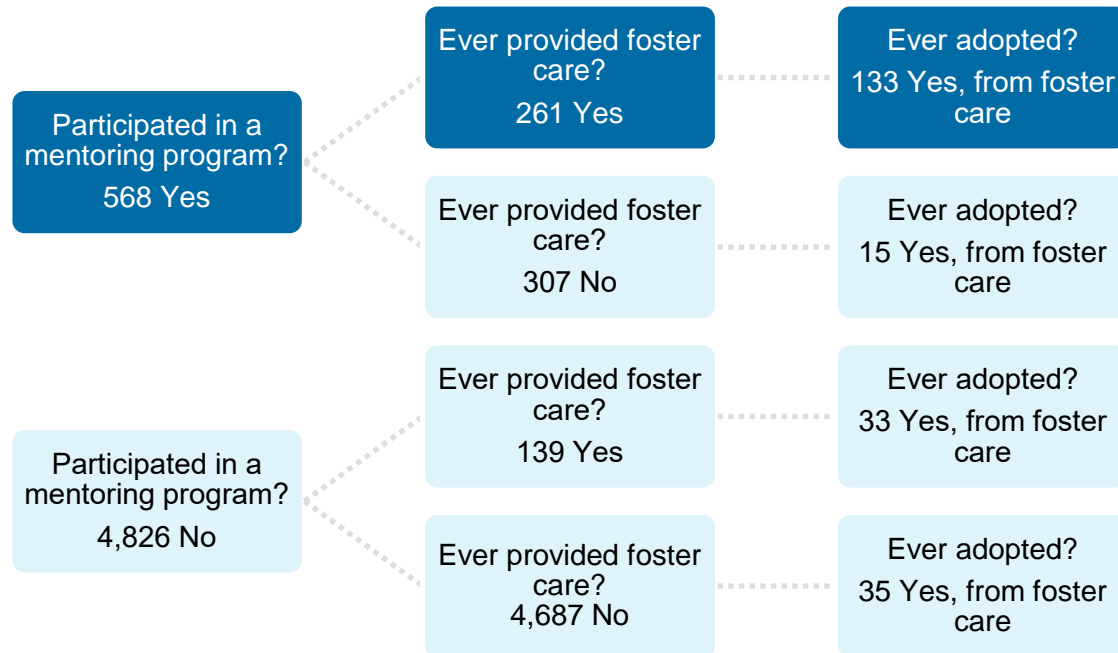 Participated in a
mentoring program?
568 Yes
Ever provided foster
care?
261 Yes
Ever adopted?
133 Yes, from foster
care
Ever provided foster
care?
307 No
Ever adopted?
15 Yes, from foster
care
Participated in a
mentoring program?
4,826 No
Ever provided foster
care?
139 Yes
Ever adopted?
33 Yes, from foster
care
Ever provided foster
care?
4,687 No
Ever adopted?
35 Yes, from foster
care